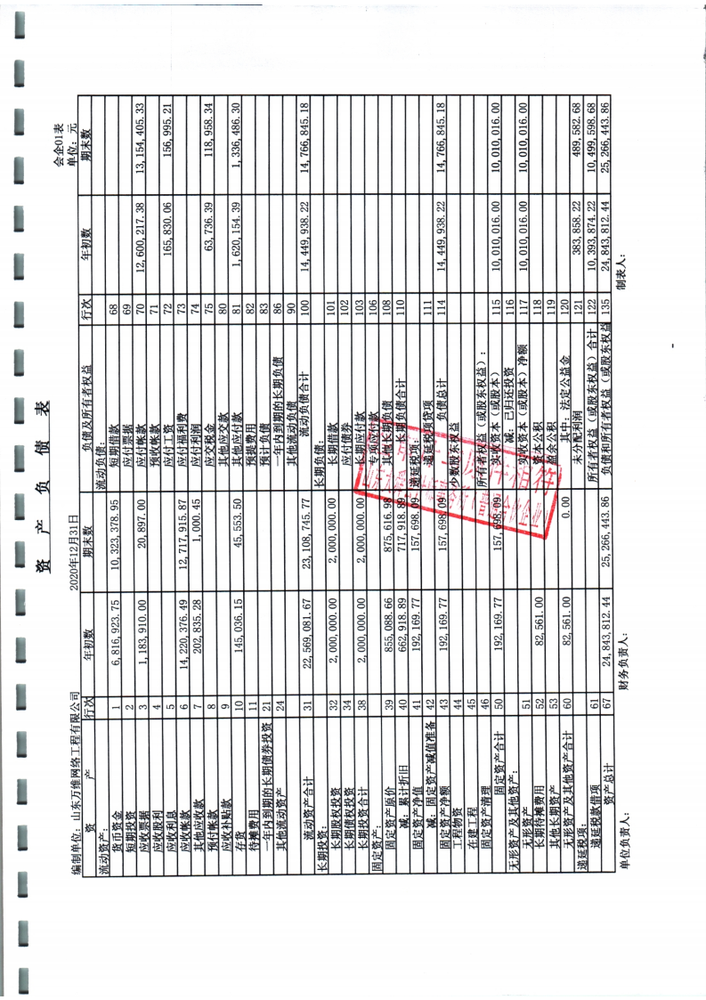 资 产 负 债 表
会企01表
编制单位：山东万维网络工程有限公司 2020年12月31日 单位：元
资 产 行次 年初数 期末数 负债及所有者权益 行次 年初数 期末数
流动资产： 流动负债：
货币资金 1 6,816,923.75 10,323,378.95 短期借款 68
短期投资 2 应付票据 69
应收票据 3 1,183,910.00 20,897.00 应付帐款 70 12,600,217.38 13,154,405.33
应收股利 4 预收帐款 71
应收利息 5 应付工资 72 165,830.06 156,995.21
应收帐款 6 14,220,376.49 12,717,915.87 应付福利费 73
其他应收款 7 202,835.28 1,000.45 应付利润 74
预付帐款 8 应交税金 75 63,736.39 118,958.34
应收补贴款 9 其他应交款 80
存货 10 145,036.15 45,553.50 其他应付款 81 1,620,154.39 1,336,486.30
待摊费用 11 预提费用 82
一年内到期的长期债券投资 21 预计负债 83
其他流动资产 24 一年内到期的长期负债 86
其他流动负债 90
流动资产合计 31 22,569,081.67 23,108,745.77 流动负债合计 100 14,449,938.22 14,766,845.18
长期投资： 长期负债：
长期股权投资 32 2,000,000.00 2,000,000.00 长期借款 101
长期债权投资 34 应付债券 102
长期投资合计 38 2,000,000.00 2,000,000.00 长期应付款 103
固定资产： 专项应付款 106
固定资产原价 39 855,088.66 875,616.98 其他长期负债 108
减：累计折旧 40 662,918.89 717,918.89 长期负债合计 110
固定资产净值 41 192,169.77 157,698.09 递延税项：
减：固定资产减值准备 42 递延税项贷项 111
固定资产净额 43 192,169.77 157,698.09 负债总计 114 14,449,938.22 14,766,845.18
工程物资 44 少数股东权益
在建工程 45
固定资产清理 46 所有者权益（或股东权益）：
固定资产合计 50 192,169.77 157,698.09 实收资本（或股本） 115 10,010,016.00 10,010,016.00
无形资产及其他资产： 减：已归还投资 116
无形资产 51 实收资本（或股本）净额 117 10,010,016.00 10,010,016.00
长期待摊费用 52 82,561.00 资本公积 118
其他长期资产 53 盈余公积 119
无形资产及其他资产合计 60 82,561.00 0.00 其中：法定公益金 120
递延税项： 未分配利润 121 383,858.22 489,582.68
递延税款借项 61 所有者权益（或股东权益）合计 122 10,393,874.22 10,499,598.68
资产总计 67 24,843,812.44 25,266,443.86 负债和所有者权益（或股东权益 135 24,843,812.44 25,266,443.86
单位负责人： 财务负责人： 制表人：